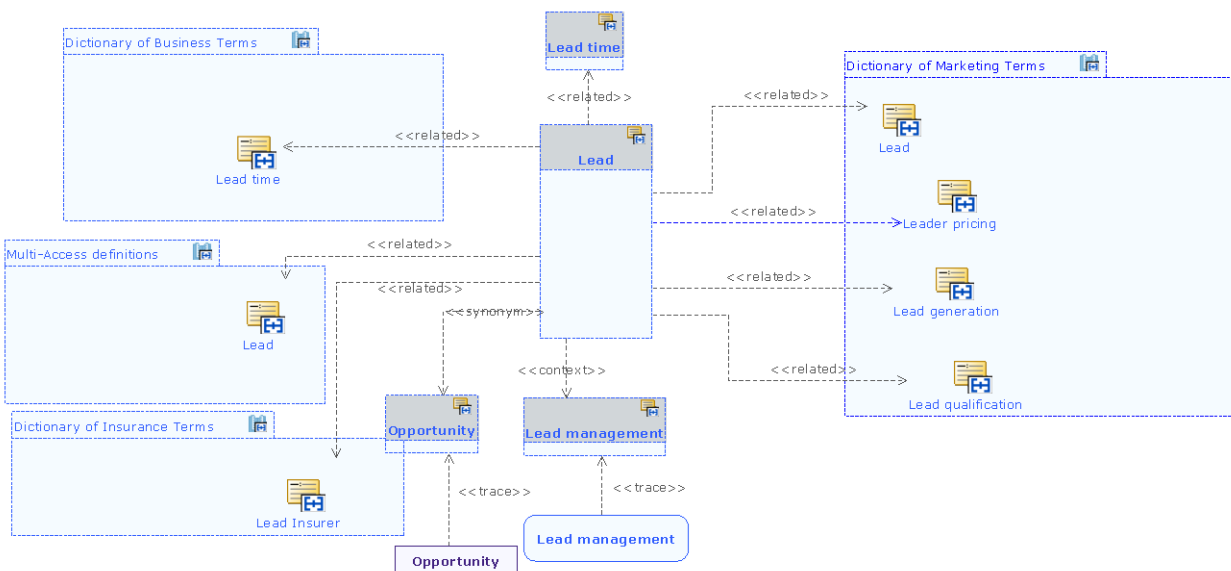 Lead time
Dictionary of Business Terms
Dictionary of Marketing Terms
<<related>>
<<related>>
<<related>>
Lead
Lead
Lead time
<<related>>
Leader pricing
<<related>>
Multi-Access definitions
<<related>>
<<related>>
<<related>>
Lead generation
<<synonym>>
Lead
<<context>>
<<related>>
Lead qualification
Dictionary of Insurance Terms
Opportunity
Lead management
<<trace>>
<<trace>>
Lead Insurer
Lead management
Opportunity